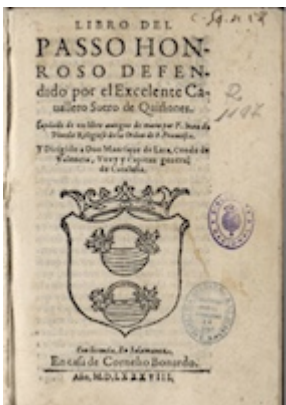 LIBRO DEL
PASSO HON-
ROSO DEFEN-
dido por el Excelente Ca-
uallero Suero de Quiñones.
Copilado de un libro antiguo de mano por F. Iuan de
Pineda Religioso de la Orden de S. Francisco.
Y Dirigido a Don Manrique de Lara, Conde de
Valencia, Virey y Capitan general
de Cataluña.
Con licencia, En Salamanca,
En casa de Cornelio Bonardo.
Año, M.D.LXXXVIII.